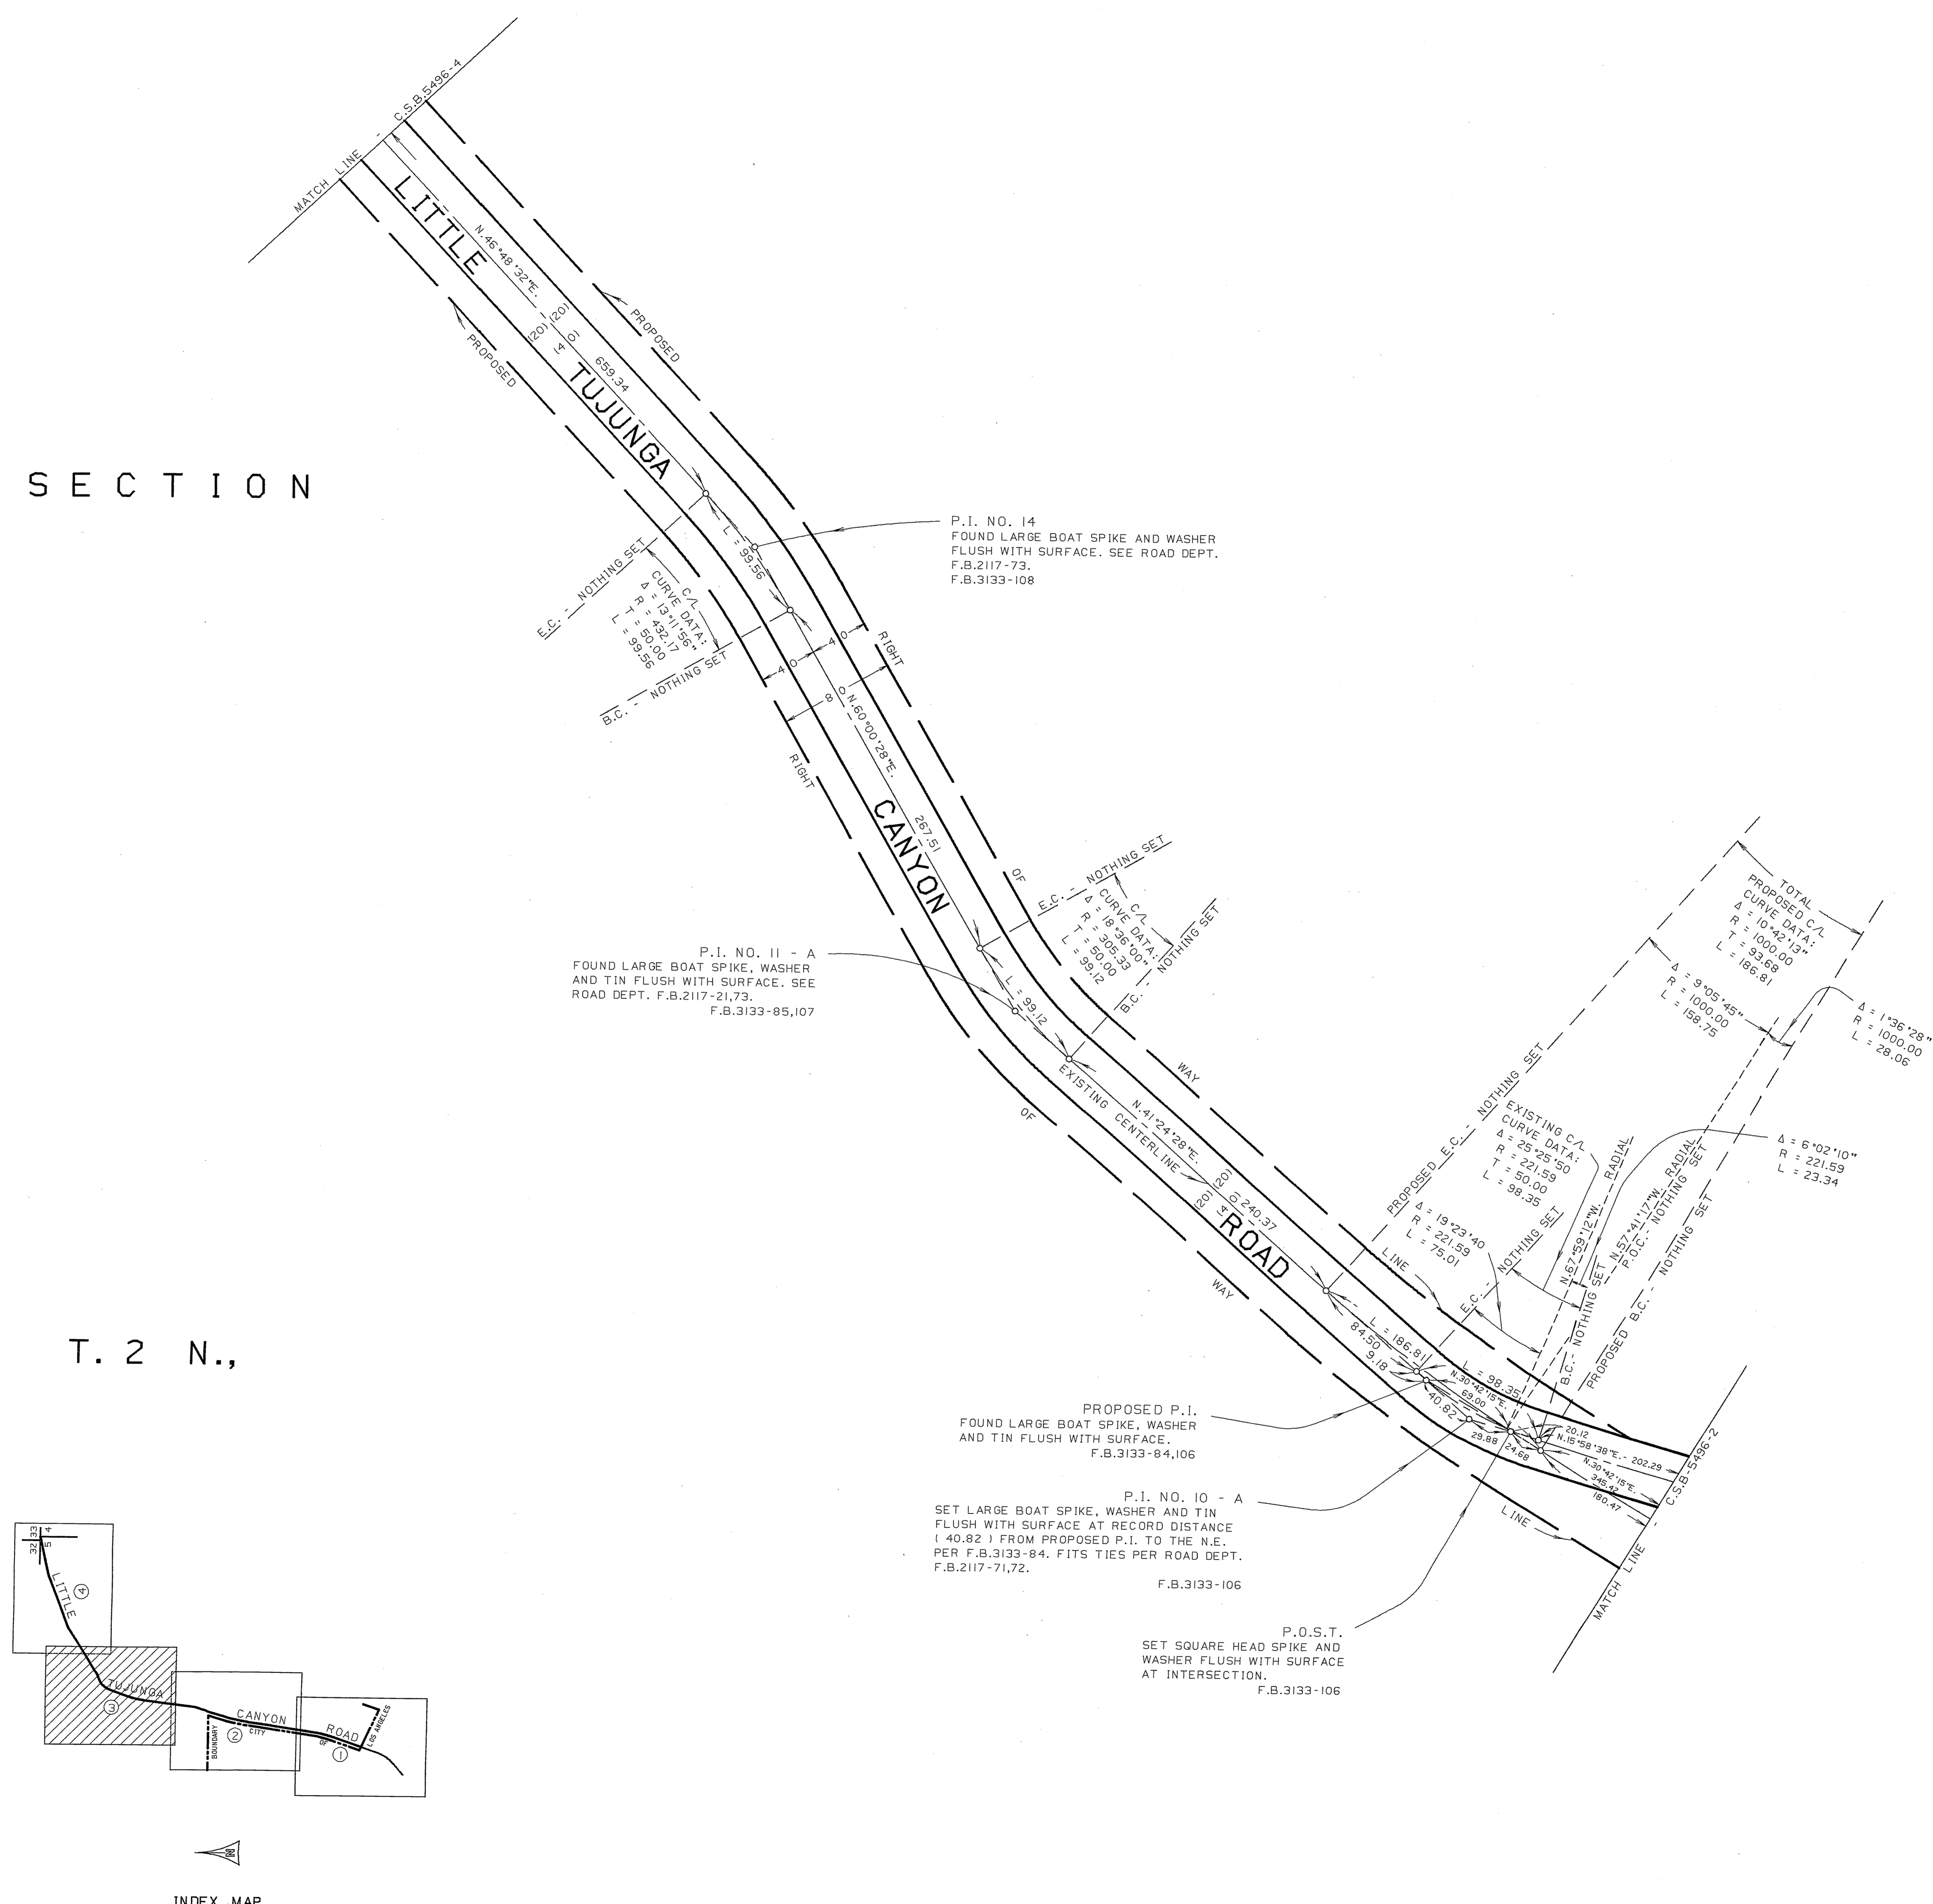 MATCH LINE - C.S.B.5496-4
LITTLE
N.46°48'32"E.
(20) (20)
(40)
659.34
PROPOSED
PROPOSED
TUJUNGA
SECTION
L = 99.56
P.I. NO. 14
FOUND LARGE BOAT SPIKE AND WASHER
FLUSH WITH SURFACE. SEE ROAD DEPT.
F.B.2117-73.
F.B.3133-108
E.C. - NOTHING SET
C/L
CURVE DATA:
Δ = 13°11'56"
R = 432.17
T = 50.00
L = 99.56
B.C. - NOTHING SET
40 40
80
RIGHT
RIGHT
N.60°00'28"E.
267.51
CANYON
OF
E.C. - NOTHING SET
C/L
CURVE DATA:
Δ = 18°36'00"
R = 305.33
T = 50.00
L = 99.12
B.C. - NOTHING SET
P.I. NO. 11 - A
FOUND LARGE BOAT SPIKE, WASHER
AND TIN FLUSH WITH SURFACE. SEE
ROAD DEPT. F.B.2117-21,73.
F.B.3133-85,107
L = 99.12
EXISTING CENTERLINE
OF
WAY
N.41°24'28"E.
(20) (20)
(40)
240.37
ROAD
WAY
LINE
TOTAL
PROPOSED C/L
CURVE DATA:
Δ = 10°42'13"
R = 1000.00
T = 93.68
L = 186.81
Δ = 9°05'45"
R = 1000.00
L = 158.75
Δ = 1°36'28"
R = 1000.00
L = 28.06
PROPOSED E.C. - NOTHING SET
EXISTING C/L
CURVE DATA:
Δ = 25°25'50
R = 221.59
T = 50.00
L = 98.35
Δ = 6°02'10"
R = 221.59
L = 23.34
Δ = 19°23'40
R = 221.59
L = 75.01
E.C. - NOTHING SET
N.67°59'12"W. RADIAL
N.57°41'17"W. RADIAL
P.O.C.- NOTHING SET
B.C.- NOTHING SET
PROPOSED B.C. - NOTHING SET
T. 2 N.,
L = 186.81
84.50
9.18
L = 98.35
N.30°42'15"E.
69.00
40.82
29.88
24.68
20.12
N.15°58'38"E.- 202.29
N.30°42'15"E.
345.42
180.47
PROPOSED P.I.
FOUND LARGE BOAT SPIKE, WASHER
AND TIN FLUSH WITH SURFACE.
F.B.3133-84,106
P.I. NO. 10 - A
SET LARGE BOAT SPIKE, WASHER AND TIN
FLUSH WITH SURFACE AT RECORD DISTANCE
( 40.82 ) FROM PROPOSED P.I. TO THE N.E.
PER F.B.3133-84. FITS TIES PER ROAD DEPT.
F.B.2117-71,72.
F.B.3133-106
LINE
MATCH LINE - C.S.B-5496-2
P.O.S.T.
SET SQUARE HEAD SPIKE AND
WASHER FLUSH WITH SURFACE
AT INTERSECTION.
F.B.3133-106
32 33
5 4
LITTLE
4
TUJUNGA
3
CANYON
CITY
2
BOUNDARY
ROAD
OF
1
LOS ANGELES
N
INDEX MAP